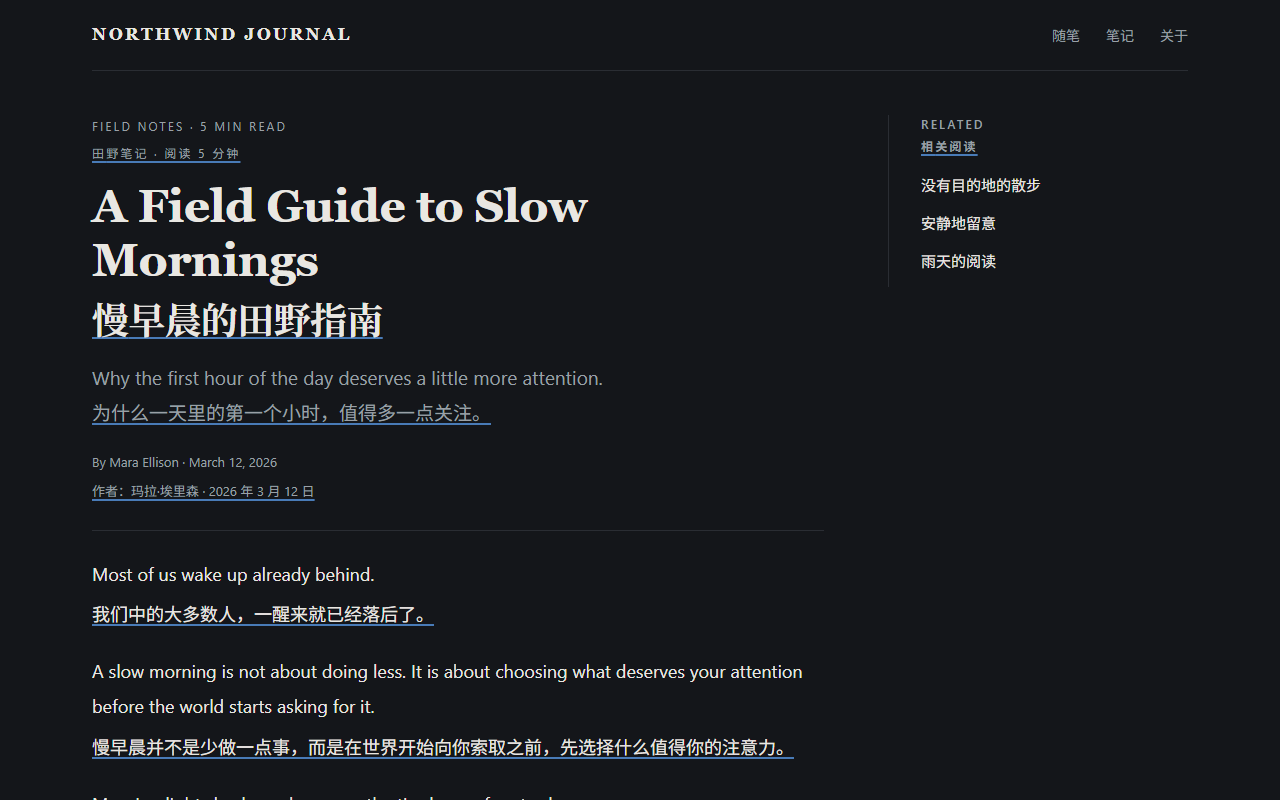 NORTHWIND JOURNAL
随笔 笔记 关于
FIELD NOTES · 5 MIN READ
田野笔记 · 阅读 5 分钟
A Field Guide to Slow
Mornings
慢早晨的田野指南
Why the first hour of the day deserves a little more attention.
为什么一天里的第一个小时，值得多一点关注。
By Mara Ellison · March 12, 2026
作者：玛拉·埃里森 · 2026 年 3 月 12 日
Most of us wake up already behind.
我们中的大多数人，一醒来就已经落后了。
A slow morning is not about doing less. It is about choosing what deserves your attention
before the world starts asking for it.
慢早晨并不是少做一点事，而是在世界开始向你索取之前，先选择什么值得你的注意力。
RELATED
相关阅读
没有目的地的散步
安静地留意
雨天的阅读